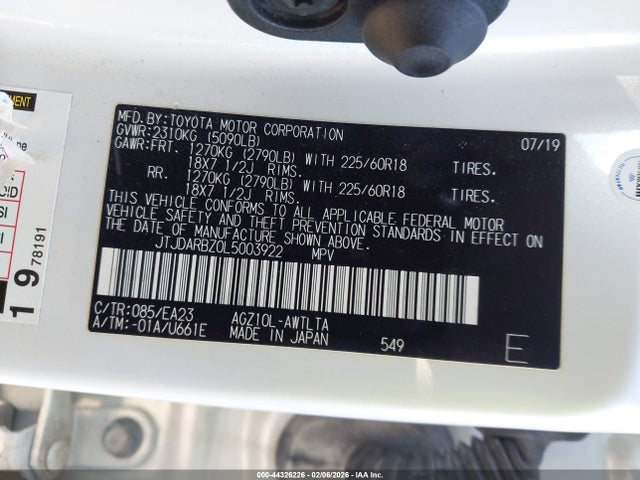 MFD.BY:TOYOTA MOTOR CORPORATION 07/19
GVWR:2310KG (5090LB)
GAWR:FRT. 1270KG (2790LB) WITH 225/60R18 TIRES.
18X7 1/2J RIMS.
RR. 1270KG (2790LB) WITH 225/60R18 TIRES.
18X7 1/2J RIMS.
THIS VEHICLE CONFORMS TO ALL APPLICABLE FEDERAL MOTOR
VEHICLE SAFETY AND THEFT PREVENTION STANDARDS IN EFFECT ON
THE DATE OF MANUFACTURE SHOWN ABOVE.
JTJDARBZ0L5003922 MPV
C/TR:085/EA23 AGZ10L-AWTLTA
A/TM:-01A/U661E MADE IN JAPAN 549 E
19 78191
000-44326226 - 02/06/2026 - IAA Inc.